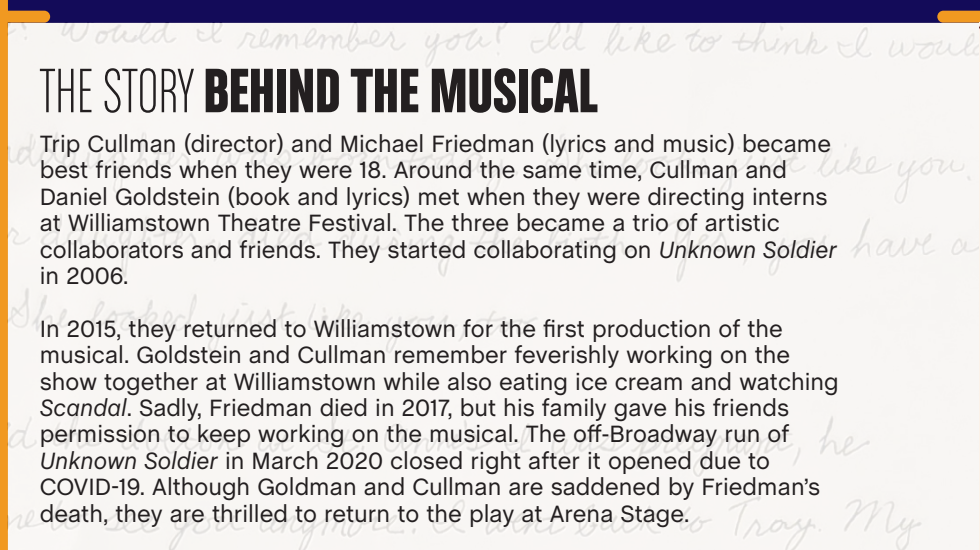 ? Would I remember you? I'd like to think I woul
THE STORY BEHIND THE MUSICAL
Trip Cullman (director) and Michael Friedman (lyrics and music) became
best friends when they were 18. Around the same time, Cullman and
Daniel Goldstein (book and lyrics) met when they were directing interns
at Williamstown Theatre Festival. The three became a trio of artistic
collaborators and friends. They started collaborating on Unknown Soldier
in 2006.
She looked just like you
In 2015, they returned to Williamstown for the first production of the
musical. Goldstein and Cullman remember feverishly working on the
show together at Williamstown while also eating ice cream and watching
Scandal. Sadly, Friedman died in 2017, but his family gave his friends
permission to keep working on the musical. The off-Broadway run of
Unknown Soldier in March 2020 closed right after it opened due to
COVID-19. Although Goldman and Cullman are saddened by Friedman's
death, they are thrilled to return to the play at Arena Stage.